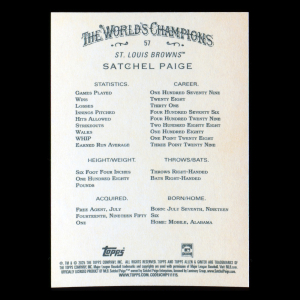 The World's Champions
57
ST. LOUIS BROWNS™
SATCHEL PAIGE
STATISTICS. CAREER.
Games Played One Hundred Seventy Nine
Wins Twenty Eight
Losses Thirty One
Innings Pitched Four Hundred Seventy Six
Hits Allowed Four Hundred Twenty Nine
Strikeouts Two Hundred Eighty Eight
Walks One Hundred Eighty
WHIP One Point Two Nine
Earned Run Average Three Point Two Nine
HEIGHT/WEIGHT. THROWS/BATS.
Six Foot Four Inches Throws Right-Handed
One Hundred Eighty Bats Right-Handed
Pounds
ACQUIRED. BORN/HOME.
Free Agent, July Born: July Seventh, Nineteen
Fourteenth, Nineteen Fifty Six
One Home: Mobile, Alabama
Topps